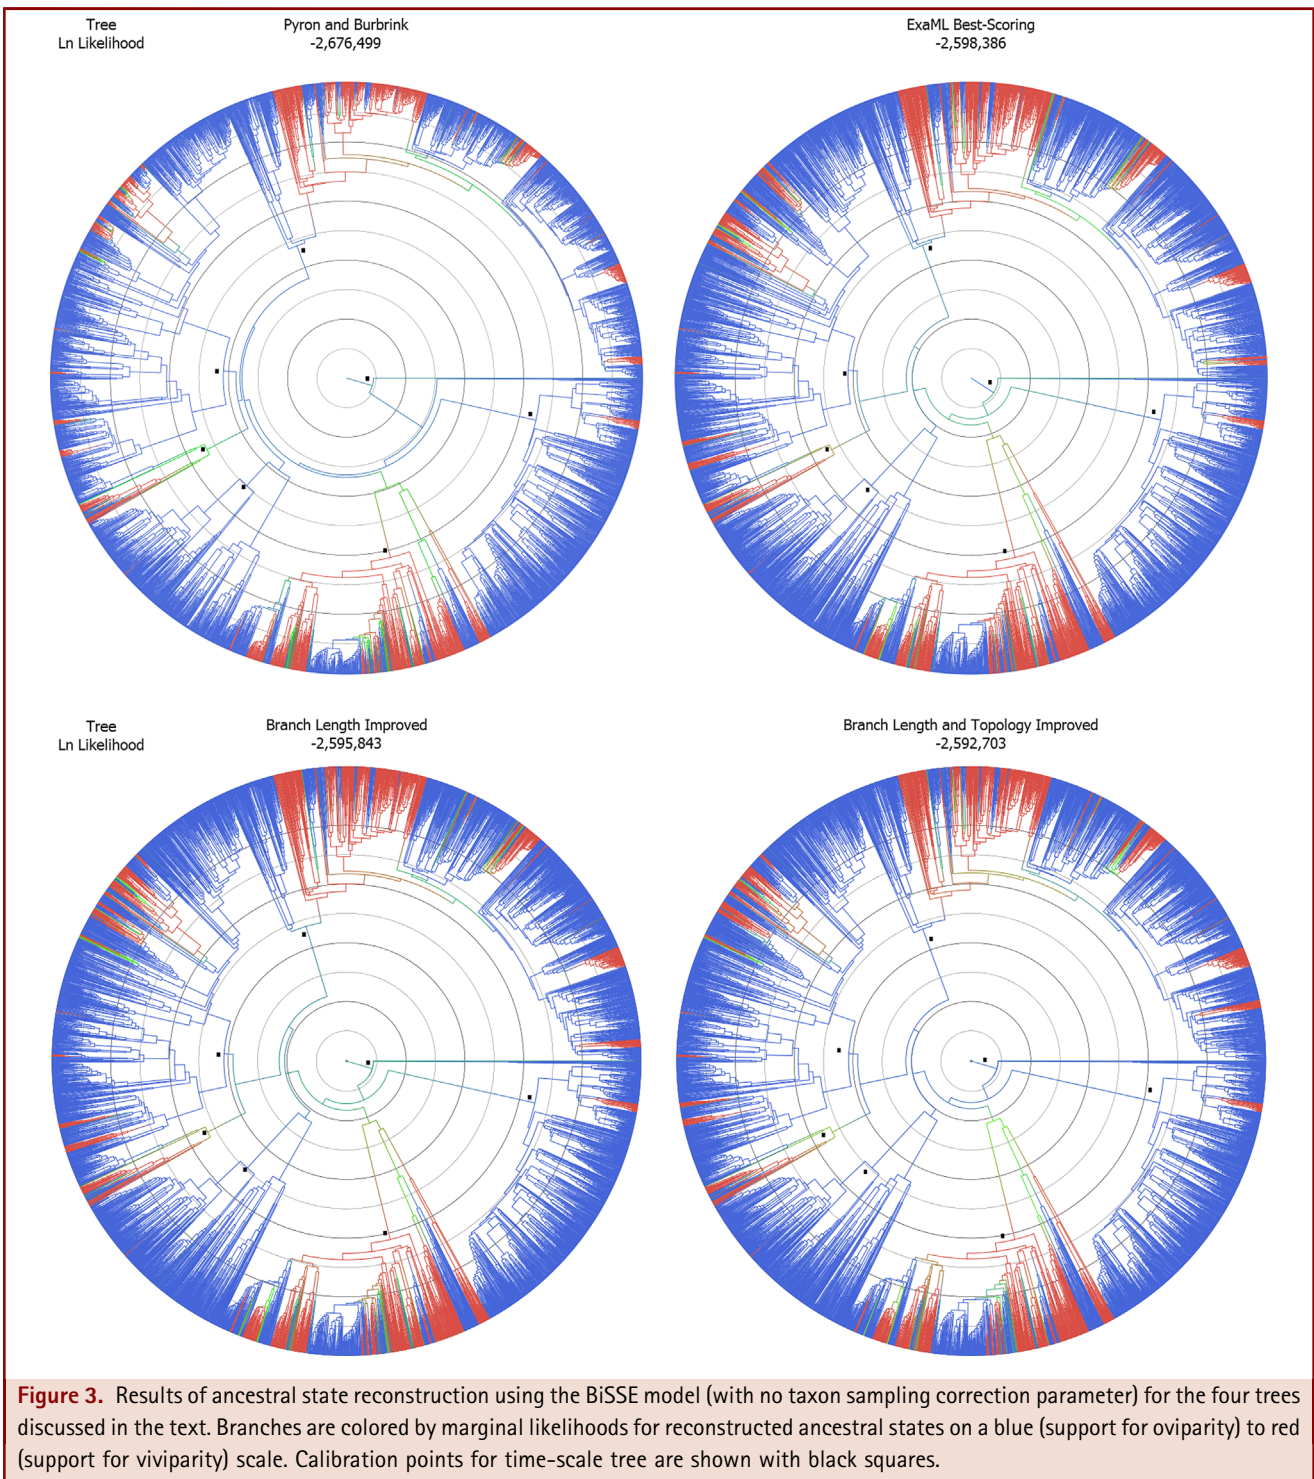 Tree
Ln Likelihood
Pyron and Burbrink
-2,676,499
ExaML Best-Scoring
-2,598,386
Tree
Ln Likelihood
Branch Length Improved
-2,595,843
Branch Length and Topology Improved
-2,592,703
Figure 3. Results of ancestral state reconstruction using the BiSSE model (with no taxon sampling correction parameter) for the four trees
discussed in the text. Branches are colored by marginal likelihoods for reconstructed ancestral states on a blue (support for oviparity) to red
(support for viviparity) scale. Calibration points for time-scale tree are shown with black squares.